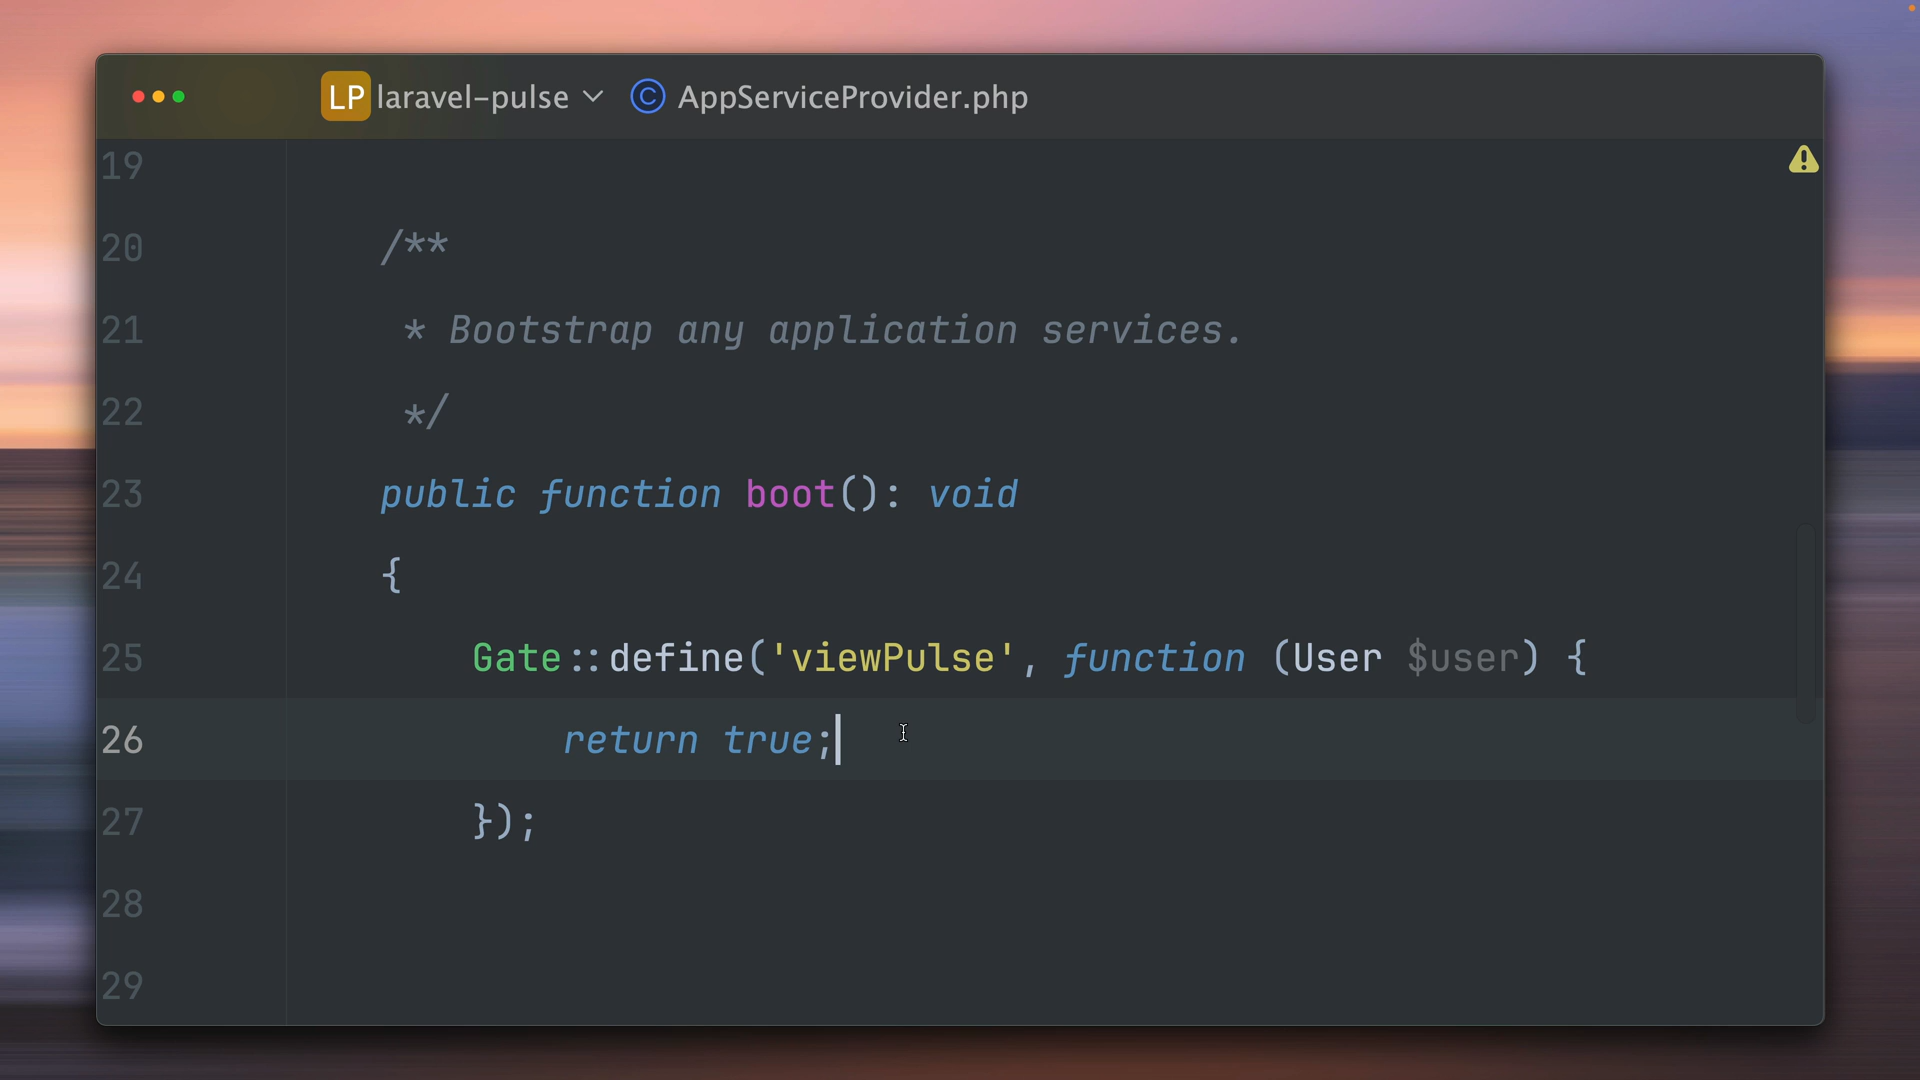 LP laravel-pulse AppServiceProvider.php
19
20 /**
21 * Bootstrap any application services.
22 */
23 public function boot(): void
24 {
25 Gate::define('viewPulse', function (User $user) {
26 return true;
27 });
28
29